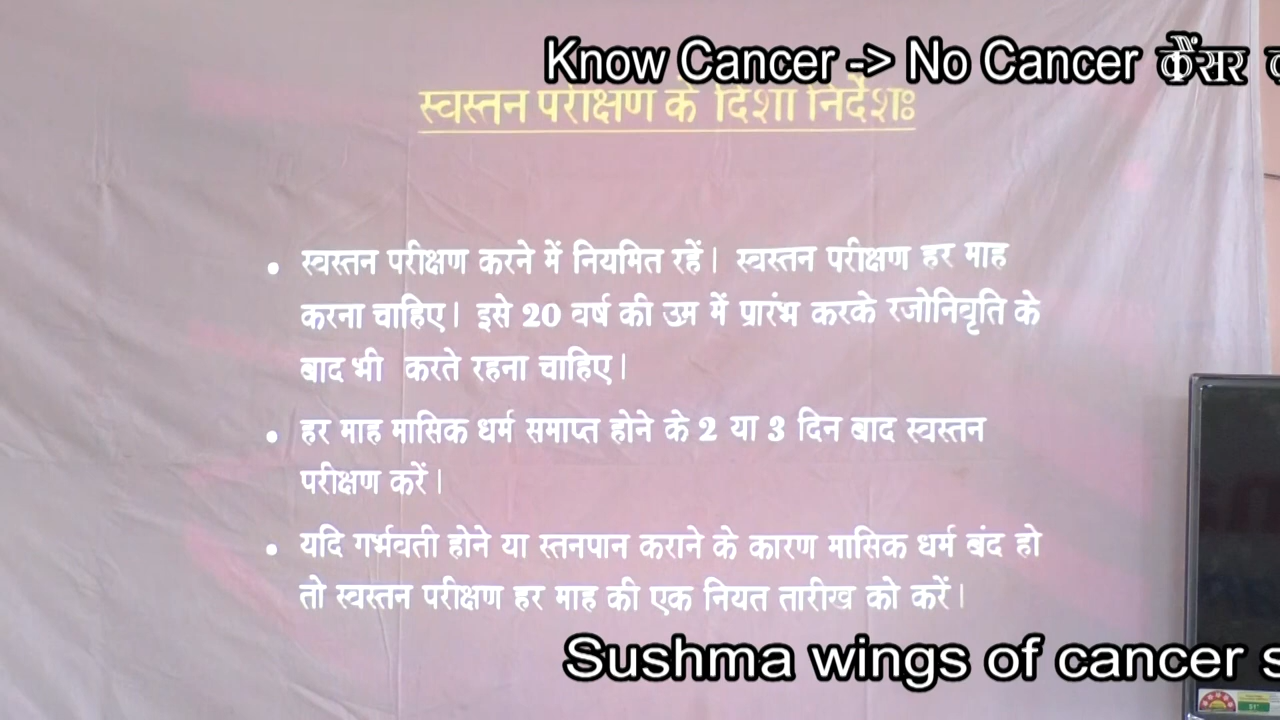 Know Cancer -> No Cancer कैंसर
स्वस्तन परीक्षण के दिशा निर्देशः
• स्वस्तन परीक्षण करने में नियमित रहें। स्वस्तन परीक्षण हर माह
करना चाहिए। इसे 20 वर्ष की उम्र में प्रारंभ करके रजोनिवृति के
बाद भी करते रहना चाहिए।
• हर माह मासिक धर्म समाप्त होने के 2 या 3 दिन बाद स्वस्तन
परीक्षण करें।
• यदि गर्भवती होने या स्तनपान कराने के कारण मासिक धर्म बंद हो
तो स्वस्तन परीक्षण हर माह की एक नियत तारीख को करें।
Sushma wings of cancer